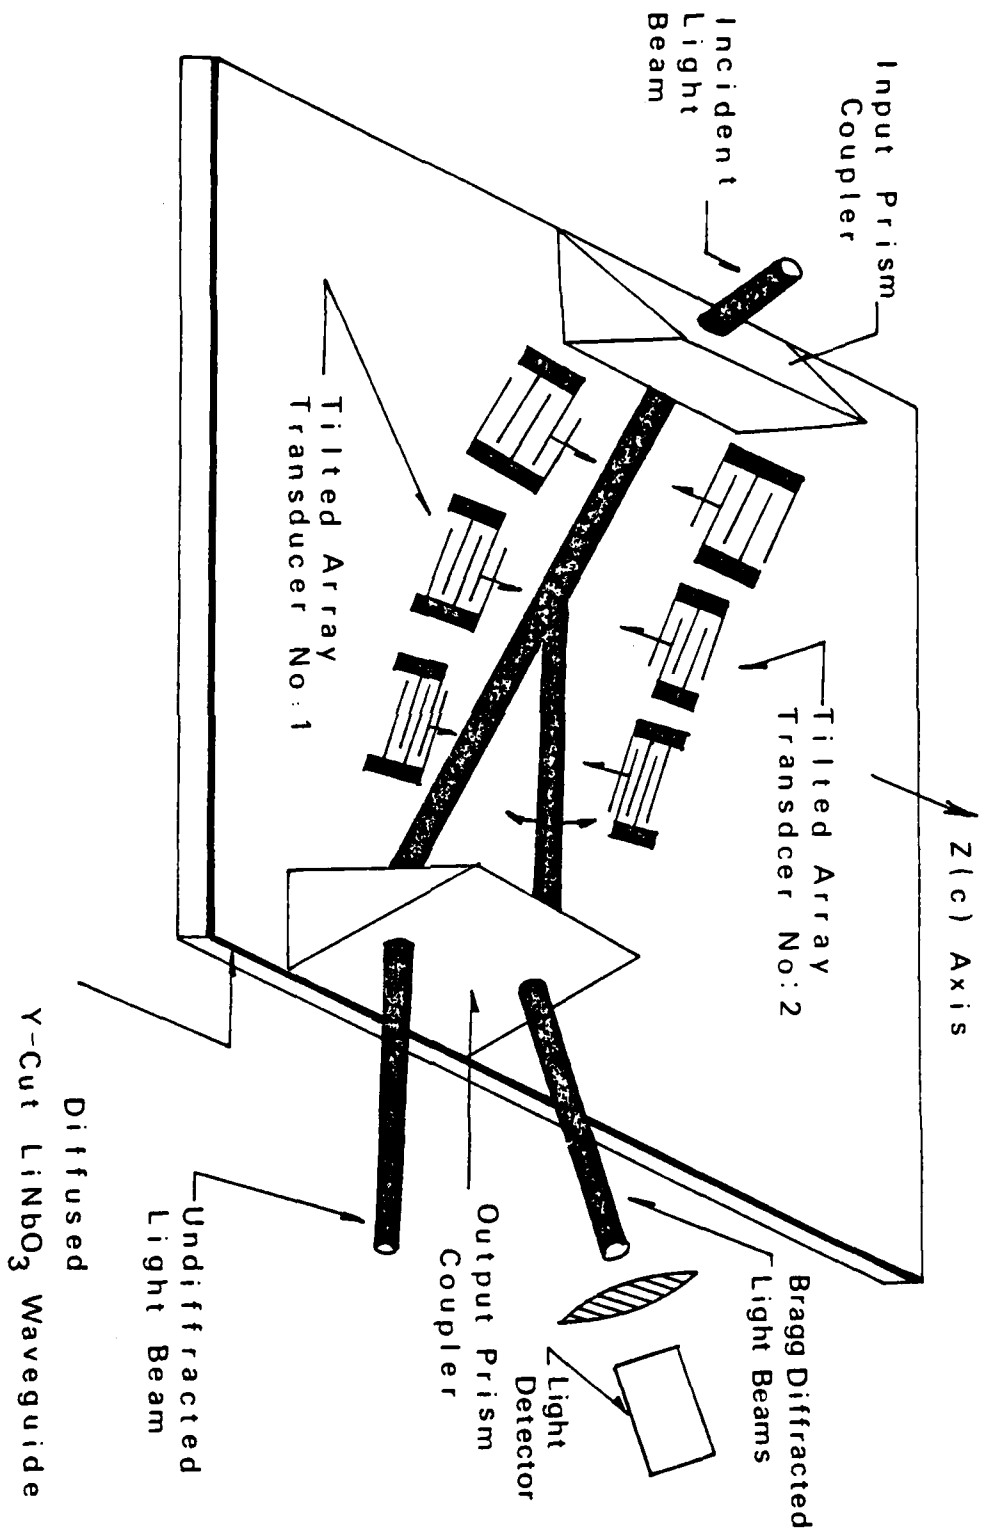 Incident
Light
Beam
Input Prism
Coupler
Tilted Array
Transducer No:1
Tilted Array
Transdcer No:2
Z(c) Axis
Bragg Diffracted
Light Beams
Light
Detector
Output Prism
Coupler
Undiffracted
Light Beam
Diffused
Y-Cut LiNbO3 Waveguide